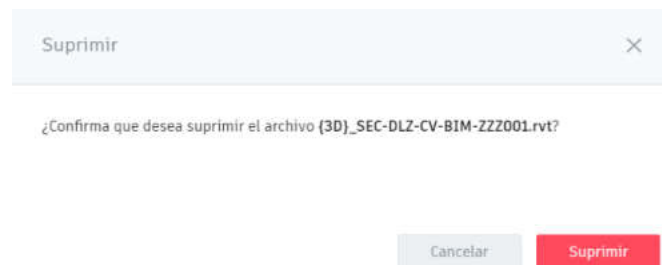 Suprimir
¿Confirma que desea suprimir el archivo {3D}_SEC-DLZ-CV-BIM-ZZZ001.rvt?
Cancelar
Suprimir